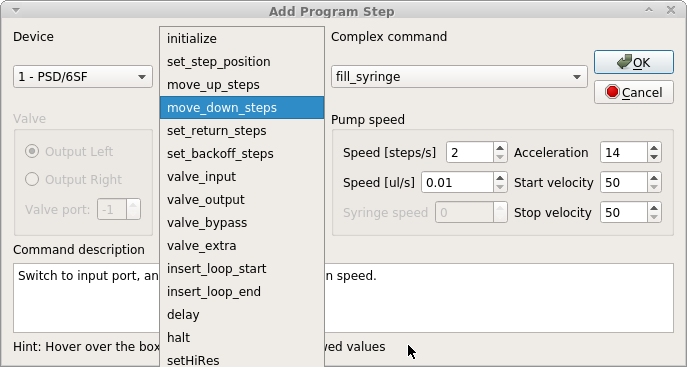 Add Program Step
Device
1 - PSD/6SF
Valve
Output Left
Output Right
Valve port: -1
initialize
set_step_position
move_up_steps
move_down_steps
set_return_steps
set_backoff_steps
valve_input
valve_output
valve_bypass
valve_extra
insert_loop_start
insert_loop_end
delay
halt
setHiRes
Complex command
fill_syringe
OK
Cancel
Pump speed
Speed [steps/s] 2 Acceleration 14
Speed [ul/s] 0.01 Start velocity 50
Syringe speed 0 Stop velocity 50
Command description
Switch to input port, an n speed.
Hint: Hover over the box wed values